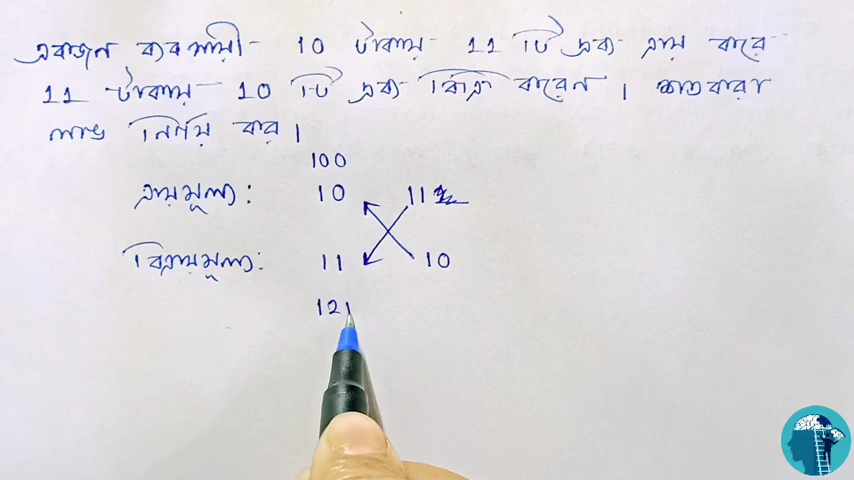 একজন ব্যবসায়ী 10 টাকায় 11 টি দ্রব্য ক্রয় করে
11 টাকায় 10 টি দ্রব্য বিক্রি করেন । শতকরা
লাভ নির্ণয় কর ।
100
ক্রয়মূল্য : 10 11
বিক্রয়মূল্য : 11 10
121